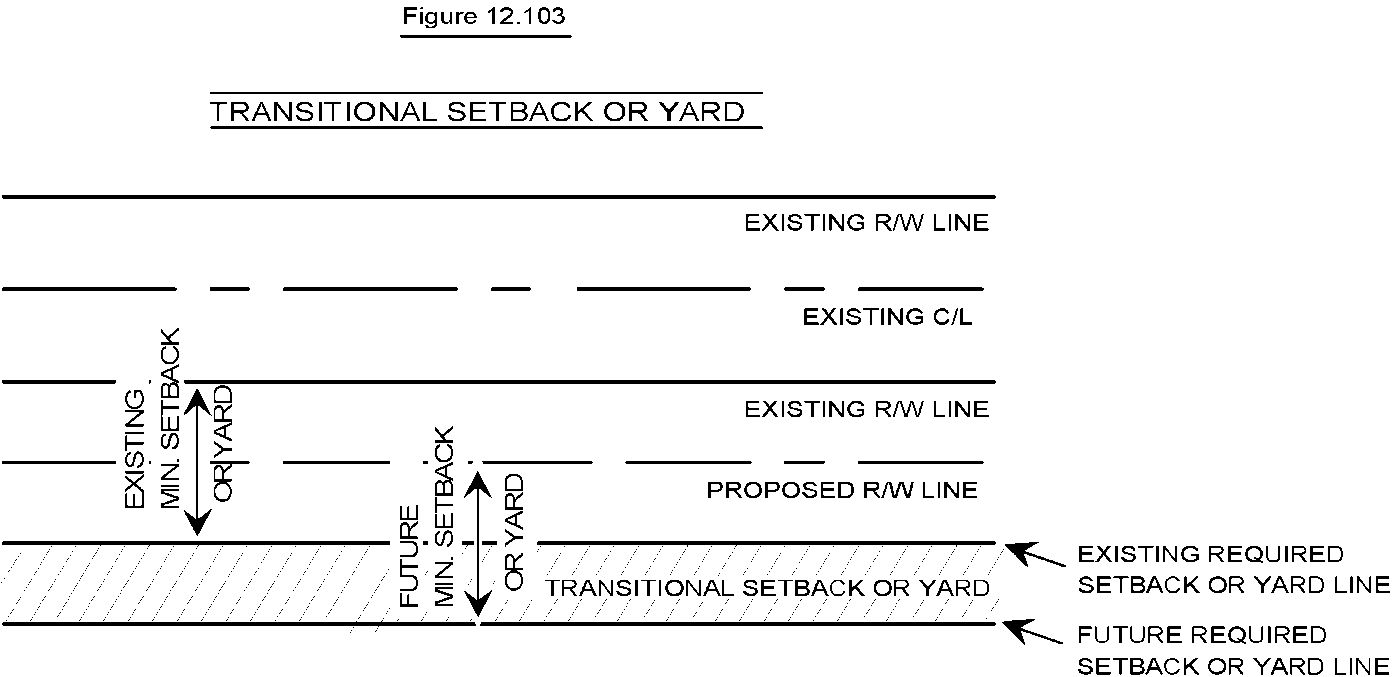 Figure 12.103
TRANSITIONAL SETBACK OR YARD
EXISTING R/W LINE
EXISTING C/L
EXISTING R/W LINE
EXISTING
MIN. SETBACK
OR YARD
PROPOSED R/W LINE
FUTURE
MIN. SETBACK
OR YARD
TRANSITIONAL SETBACK OR YARD
EXISTING REQUIRED
SETBACK OR YARD LINE
FUTURE REQUIRED
SETBACK OR YARD LINE